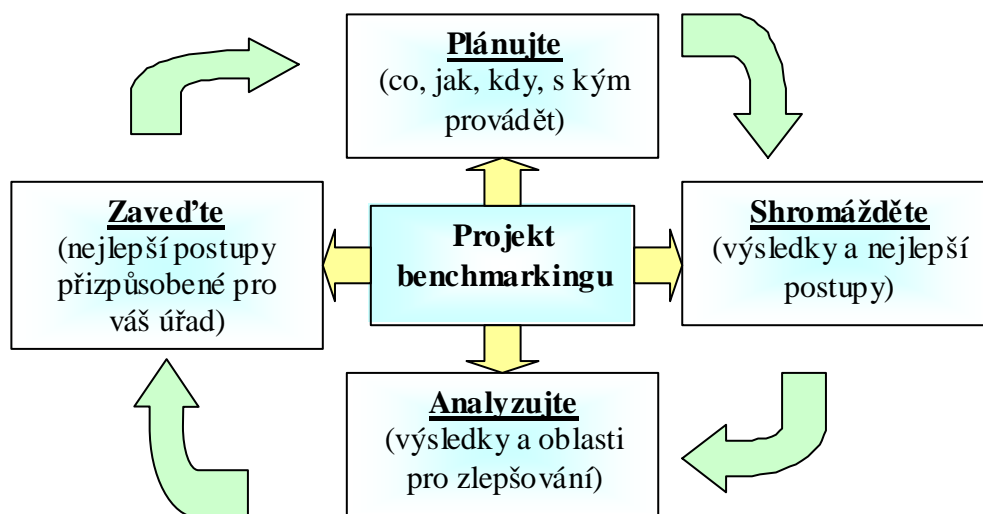 Plánujte
(co, jak, kdy, s kým
provádět)
Zaveďte
(nejlepší postupy
přizpůsobené pro
váš úřad)
Projekt
benchmarkingu
Shromážděte
(výsledky a nejlepší
postupy)
Analyzujte
(výsledky a oblasti
pro zlepšování)